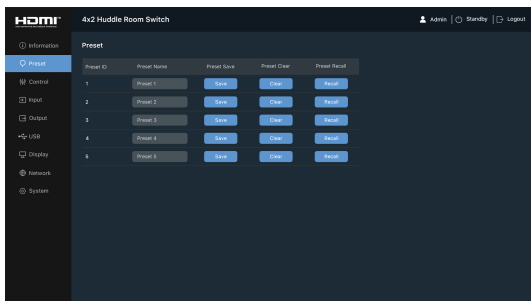 HDMI 4x2 Huddle Room Switch Admin Standby Logout
Information
Preset
Control
Input
Output
USB
Display
Network
System
Preset
Preset ID Preset Name Preset Save Preset Clear Preset Recall
1 Preset 1 Save Clear Recall
2 Preset 2 Save Clear Recall
3 Preset 3 Save Clear Recall
4 Preset 4 Save Clear Recall
5 Preset 5 Save Clear Recall